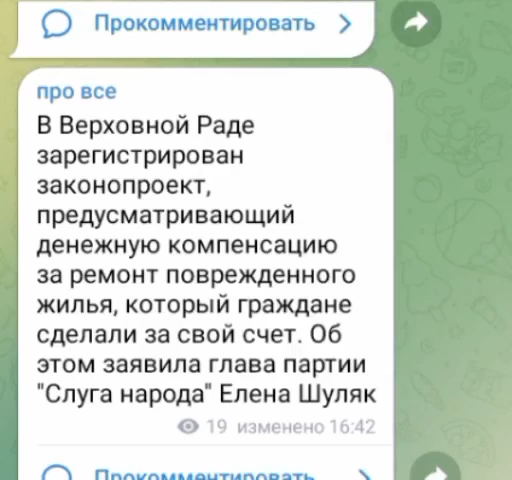 Прокомментировать
про все
В Верховной Раде
зарегистрирован
законопроект,
предусматривающий
денежную компенсацию
за ремонт поврежденного
жилья, который граждане
сделали за свой счет. Об
этом заявила глава партии
"Слуга народа" Елена Шуляк
19 изменено 16:42
Прокомментировать